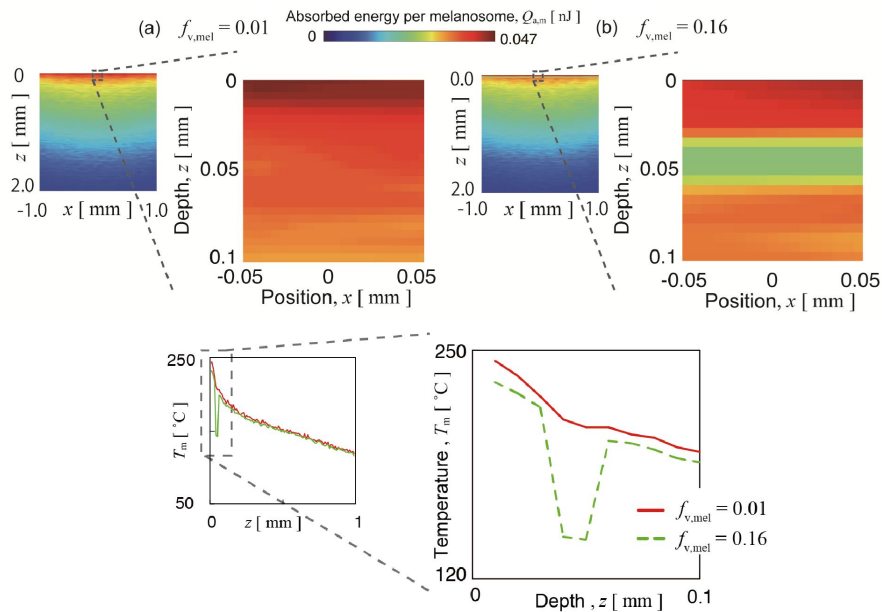 (a) f_v,mel = 0.01
Absorbed energy per melanosome, Q_a,m [ nJ]
0 0.047
(b) f_v,mel = 0.16
0
z [ mm]
2.0
-1.0 x [ mm] 1.0
0
Depth, z [ mm]
0.05
0.1
-0.05 0 0.05
Position, x [ mm]
0.0
z [ mm]
2.0
-1.0 x [ mm] 1.0
0
Depth, z [ mm]
0.05
0.1
-0.05 0 0.05
Position, x [ mm]
250
T_m [ °C]
50
0 z [ mm] 1
250
Temperature , T_m [ °C]
120
0 Depth , z [ mm] 0.1
f_v,mel = 0.01
f_v,mel = 0.16